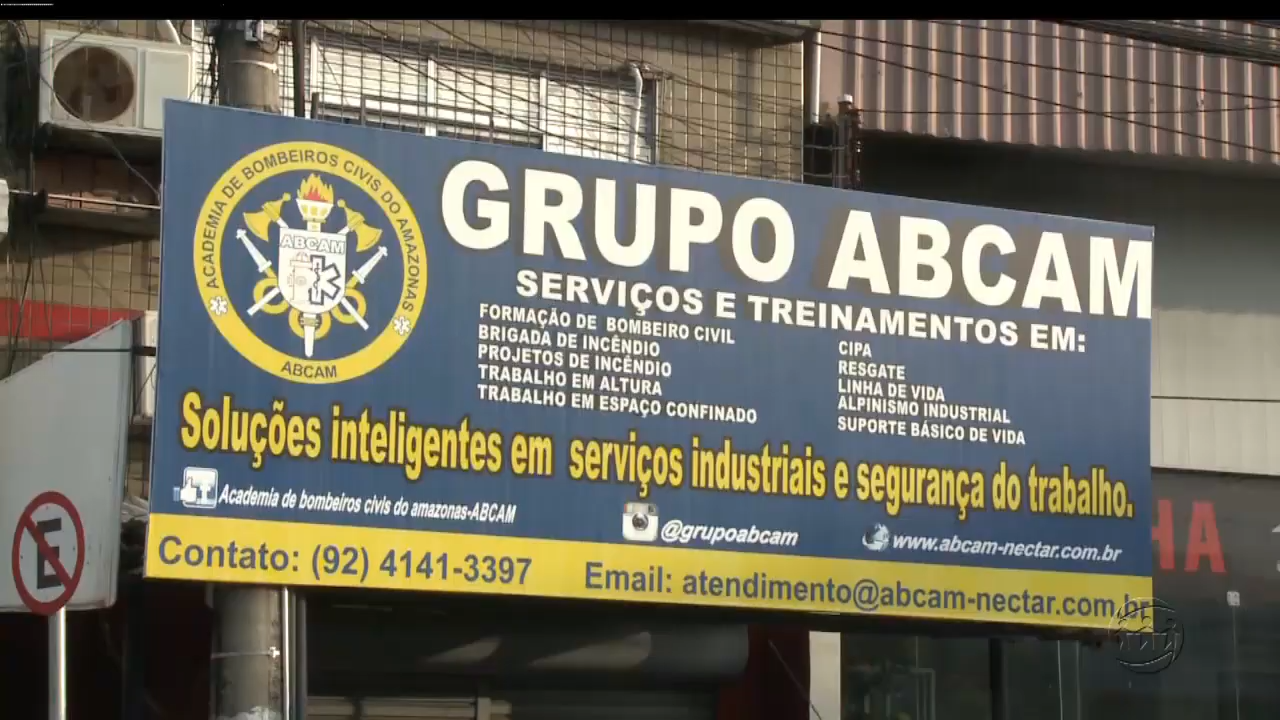 ACADEMIA DE BOMBEIROS CIVIS DO AMAZONAS
ABCAM
ABCAM
GRUPO ABCAM
SERVIÇOS E TREINAMENTOS EM:
FORMAÇÃO DE BOMBEIRO CIVIL
BRIGADA DE INCÊNDIO
PROJETOS DE INCÊNDIO
TRABALHO EM ALTURA
TRABALHO EM ESPAÇO CONFINADO
CIPA
RESGATE
LINHA DE VIDA
ALPINISMO INDUSTRIAL
SUPORTE BÁSICO DE VIDA
Soluções inteligentes em serviços industriais e segurança do trabalho.
Academia de bombeiros civis do amazonas-ABCAM
@grupoabcam
www.abcam-nectar.com.br
Contato: (92) 4141-3397
Email: atendimento@abcam-nectar.com.b
E
HA